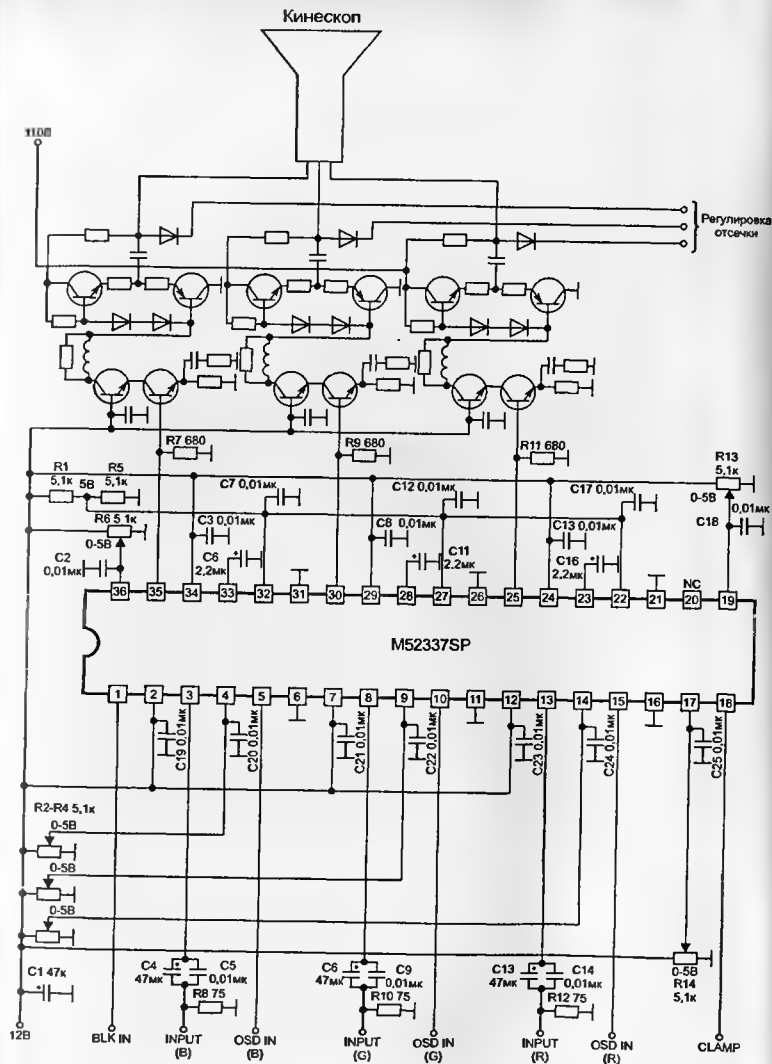 Кинескоп
110В
Регулировка
отсечки
R7 680
R9 680
R11 680
R13
5,1к
R1
5,1к
5В
R5
5,1к
C7 0,01мк
C12 0,01мк
C17 0,01мк
0-5В
0,01мк
R6 5,1к
0-5В
C3 0,01мк
C8 0,01мк
C13 0,01мк
C18
C2
0,01мк
C6
2,2мк
C11
2.2мк
C16
2,2мк
NC
36 35 34 33 32 31 30 29 28 27 26 25 24 23 22 21 20 19
M52337SP
1 2 3 4 5 6 7 8 9 10 11 12 13 14 15 16 17 18
C19 0,01мк
C20 0,01мк
C21 0,01мк
C22 0,01мк
C23 0,01мк
C24 0,01мк
C25 0,01мк
R2-R4 5,1к
0-5В
0-5В
0-5В
C1 47к
C4
47мк
C5
0,01мк
C6
47мк
C9
0,01мк
C13
47мк
C14
0,01мк
0-5В
R14
5,1к
R8 75
R10 75
R12 75
12В
BLK IN
INPUT
(B)
OSD IN
(B)
INPUT
(G)
OSD IN
(G)
INPUT
(R)
OSD IN
(R)
CLAMP